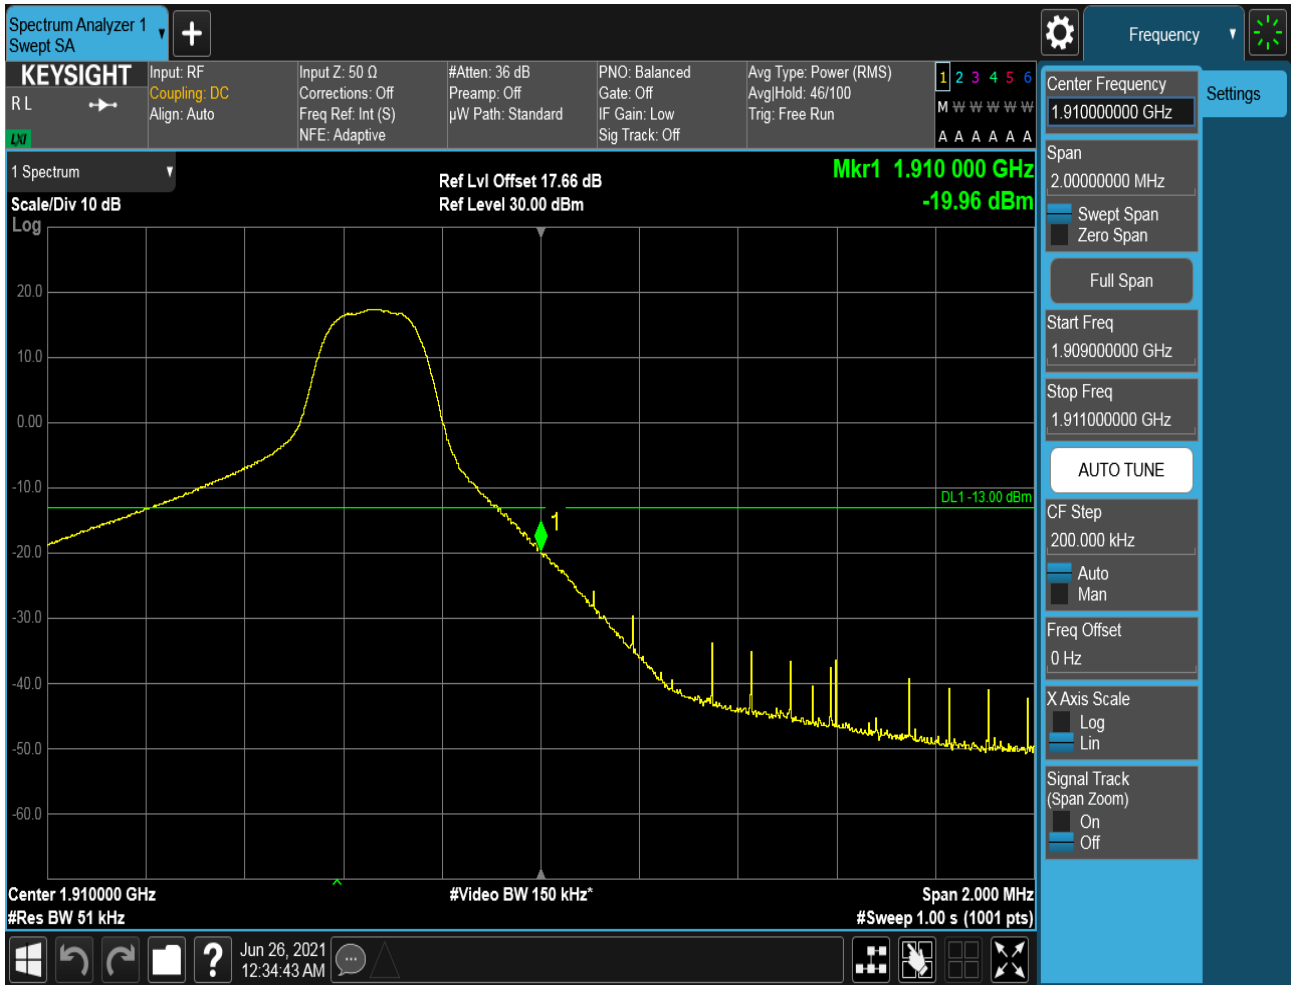 Spectrum Analyzer 1
Swept SA
Frequency
KEYSIGHT
R L
LXI
Input: RF
Coupling: DC
Align: Auto
Input Z: 50 Ω
Corrections: Off
Freq Ref: Int (S)
NFE: Adaptive
#Atten: 36 dB
Preamp: Off
µW Path: Standard
PNO: Balanced
Gate: Off
IF Gain: Low
Sig Track: Off
Avg Type: Power (RMS)
Avg|Hold: 46/100
Trig: Free Run
1 2 3 4 5 6
M W W W W W
A A A A A A
1 Spectrum
Scale/Div 10 dB
Log
Ref Lvl Offset 17.66 dB
Ref Level 30.00 dBm
Mkr1 1.910 000 GHz
-19.96 dBm
20.0
10.0
0.00
-10.0
-20.0
-30.0
-40.0
-50.0
-60.0
DL1 -13.00 dBm
1
Center 1.910000 GHz
#Res BW 51 kHz
#Video BW 150 kHz*
Span 2.000 MHz
#Sweep 1.00 s (1001 pts)
Center Frequency
1.910000000 GHz
Settings
Span
2.00000000 MHz
Swept Span
Zero Span
Full Span
Start Freq
1.909000000 GHz
Stop Freq
1.911000000 GHz
AUTO TUNE
CF Step
200.000 kHz
Auto
Man
Freq Offset
0 Hz
X Axis Scale
Log
Lin
Signal Track
(Span Zoom)
On
Off
?
Jun 26, 2021
12:34:43 AM